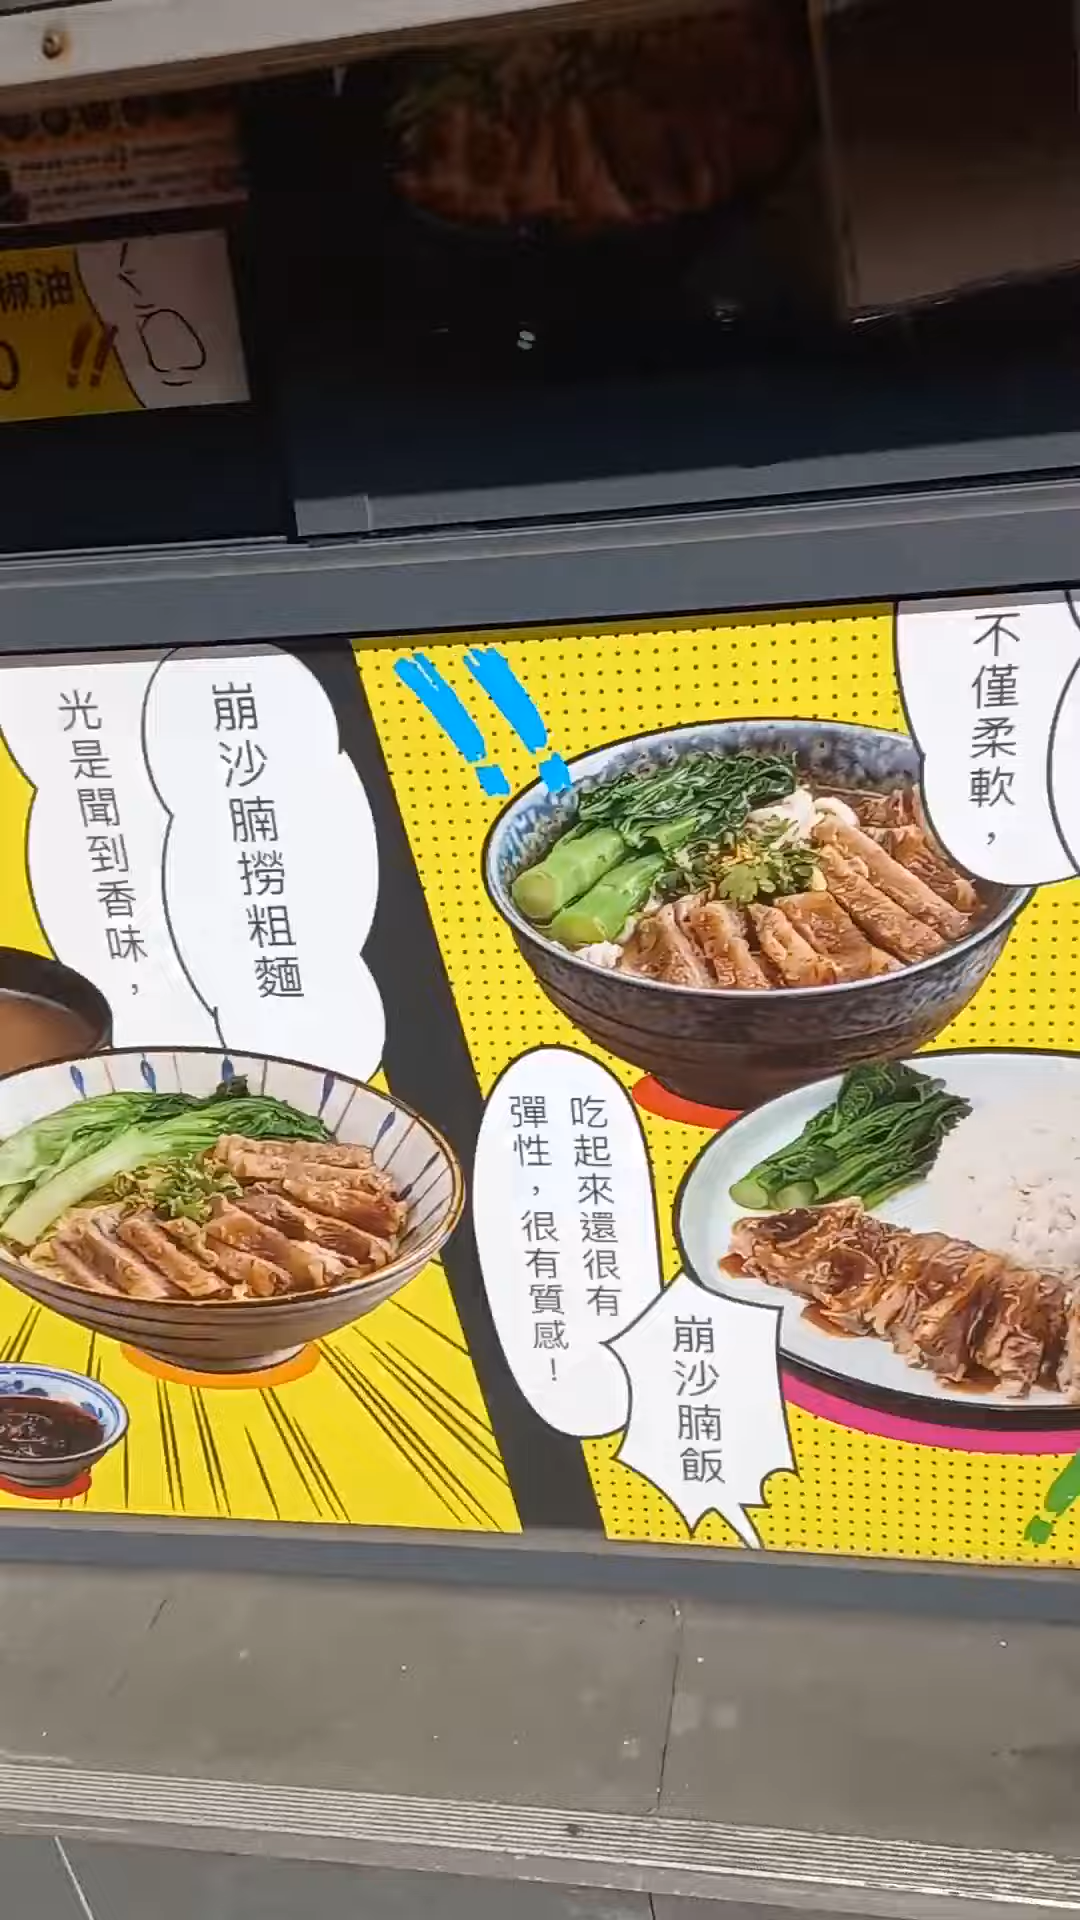 椒油
!!
崩沙腩撈粗麵
光是聞到香味，
不僅柔軟，
吃起來還很有
彈性，很有質感！
崩沙腩飯